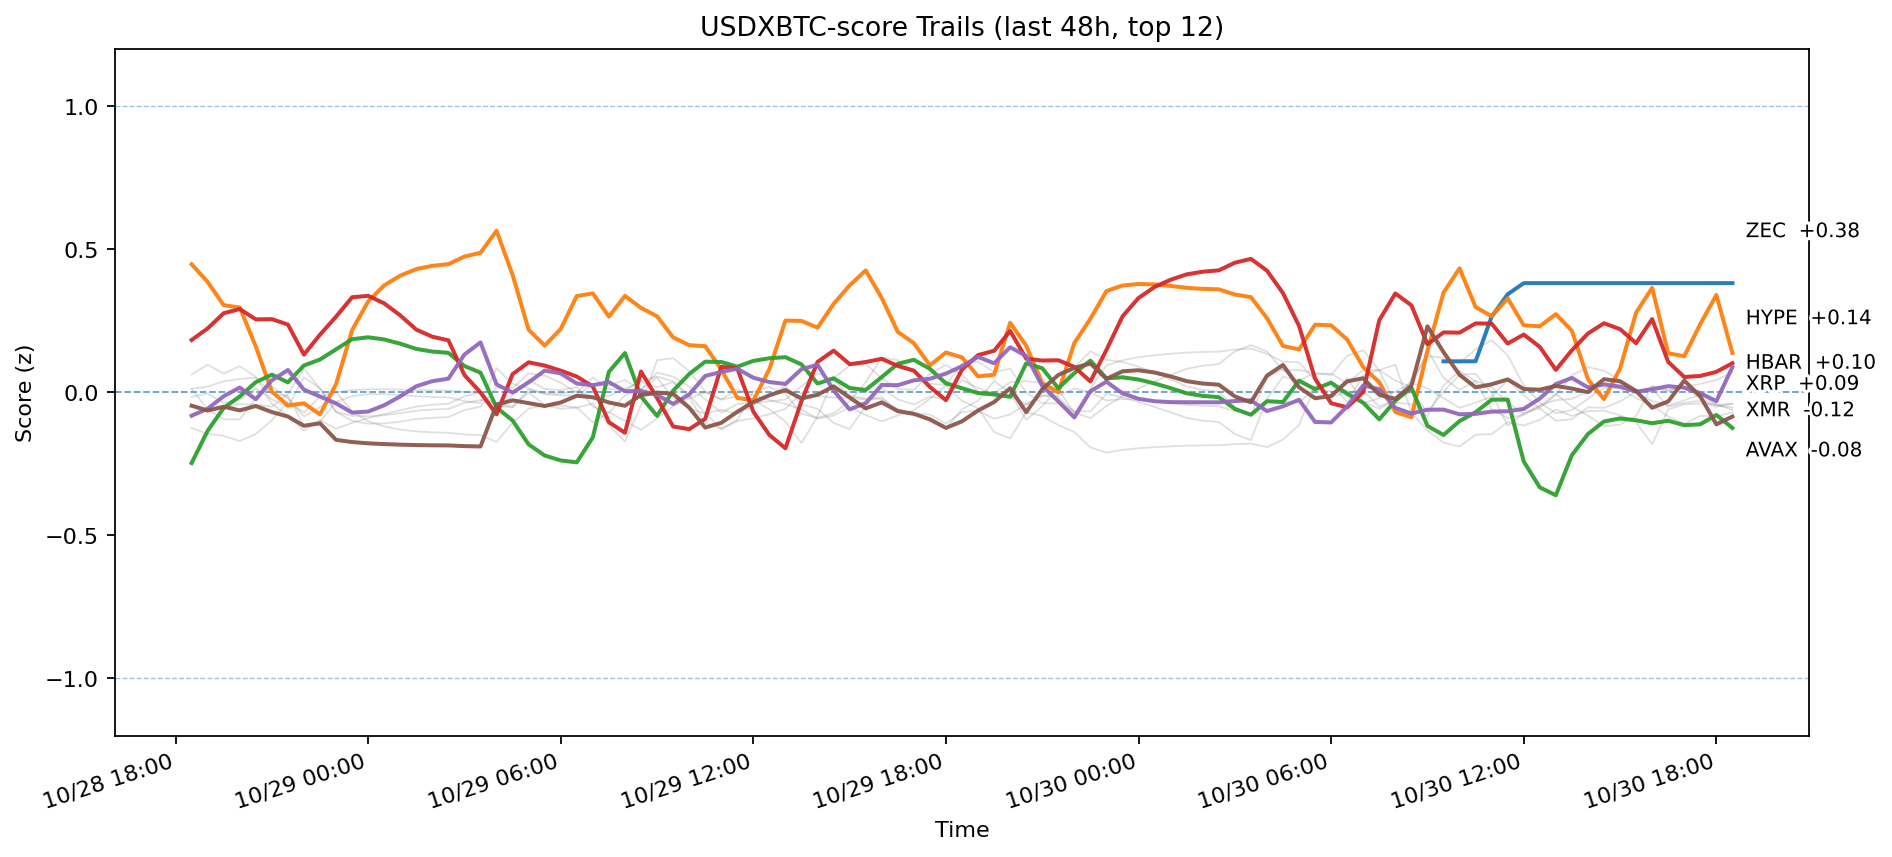 USDXBTC-score Trails (last 48h, top 12)
Score (z)
1.0
0.5
0.0
−0.5
−1.0
ZEC +0.38
HYPE +0.14
HBAR +0.10
XRP +0.09
XMR -0.12
AVAX -0.08
10/28 18:00
10/29 00:00
10/29 06:00
10/29 12:00
10/29 18:00
10/30 00:00
10/30 06:00
10/30 12:00
10/30 18:00
Time